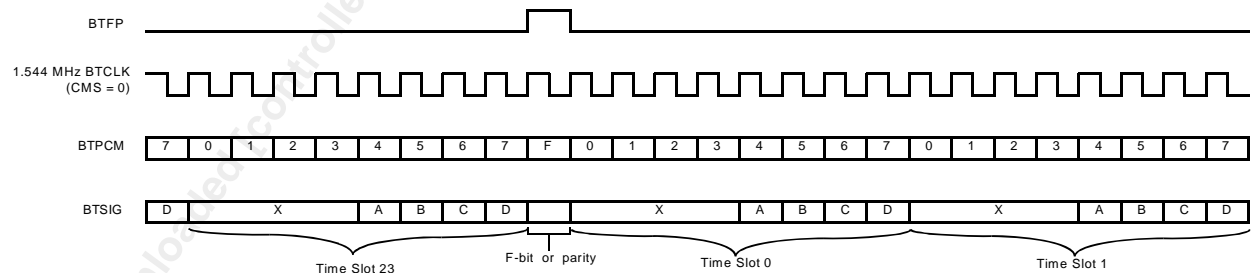 BTFP
1.544 MHz BTCLK
(CMS = 0)
BTPCM 7 0 1 2 3 4 5 6 7 F 0 1 2 3 4 5 6 7 0 1 2 3 4 5 6 7
BTSIG D X A B C D X A B C D X A B C D
Time Slot 23 F-bit or parity Time Slot 0 Time Slot 1
loaded [controlle